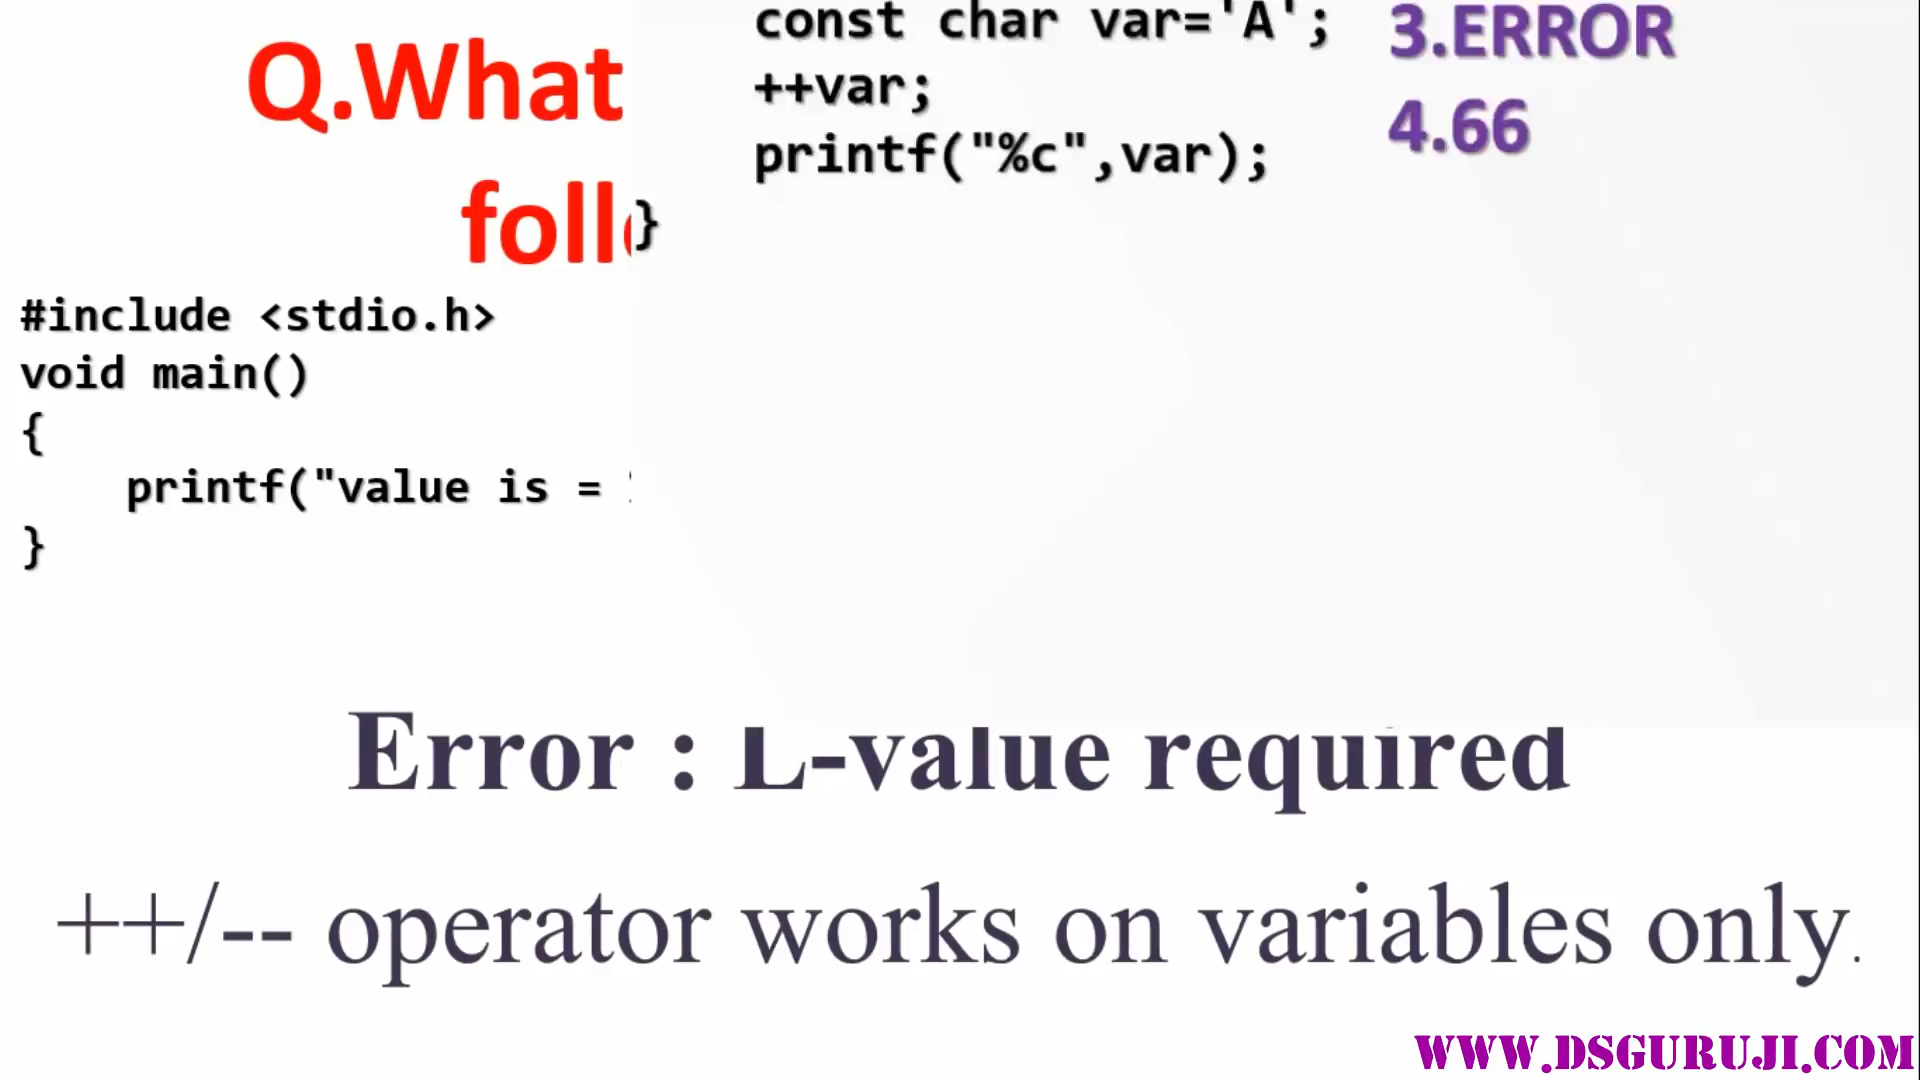 Q.What
foll
#include <stdio.h>
void main()
{
printf("value is =
}
const char var='A';
++var;
printf("%c",var);
}
3.ERROR
4.66
Error : L-value required
++/-- operator works on variables only.
WWW.DSGURUJI.COM